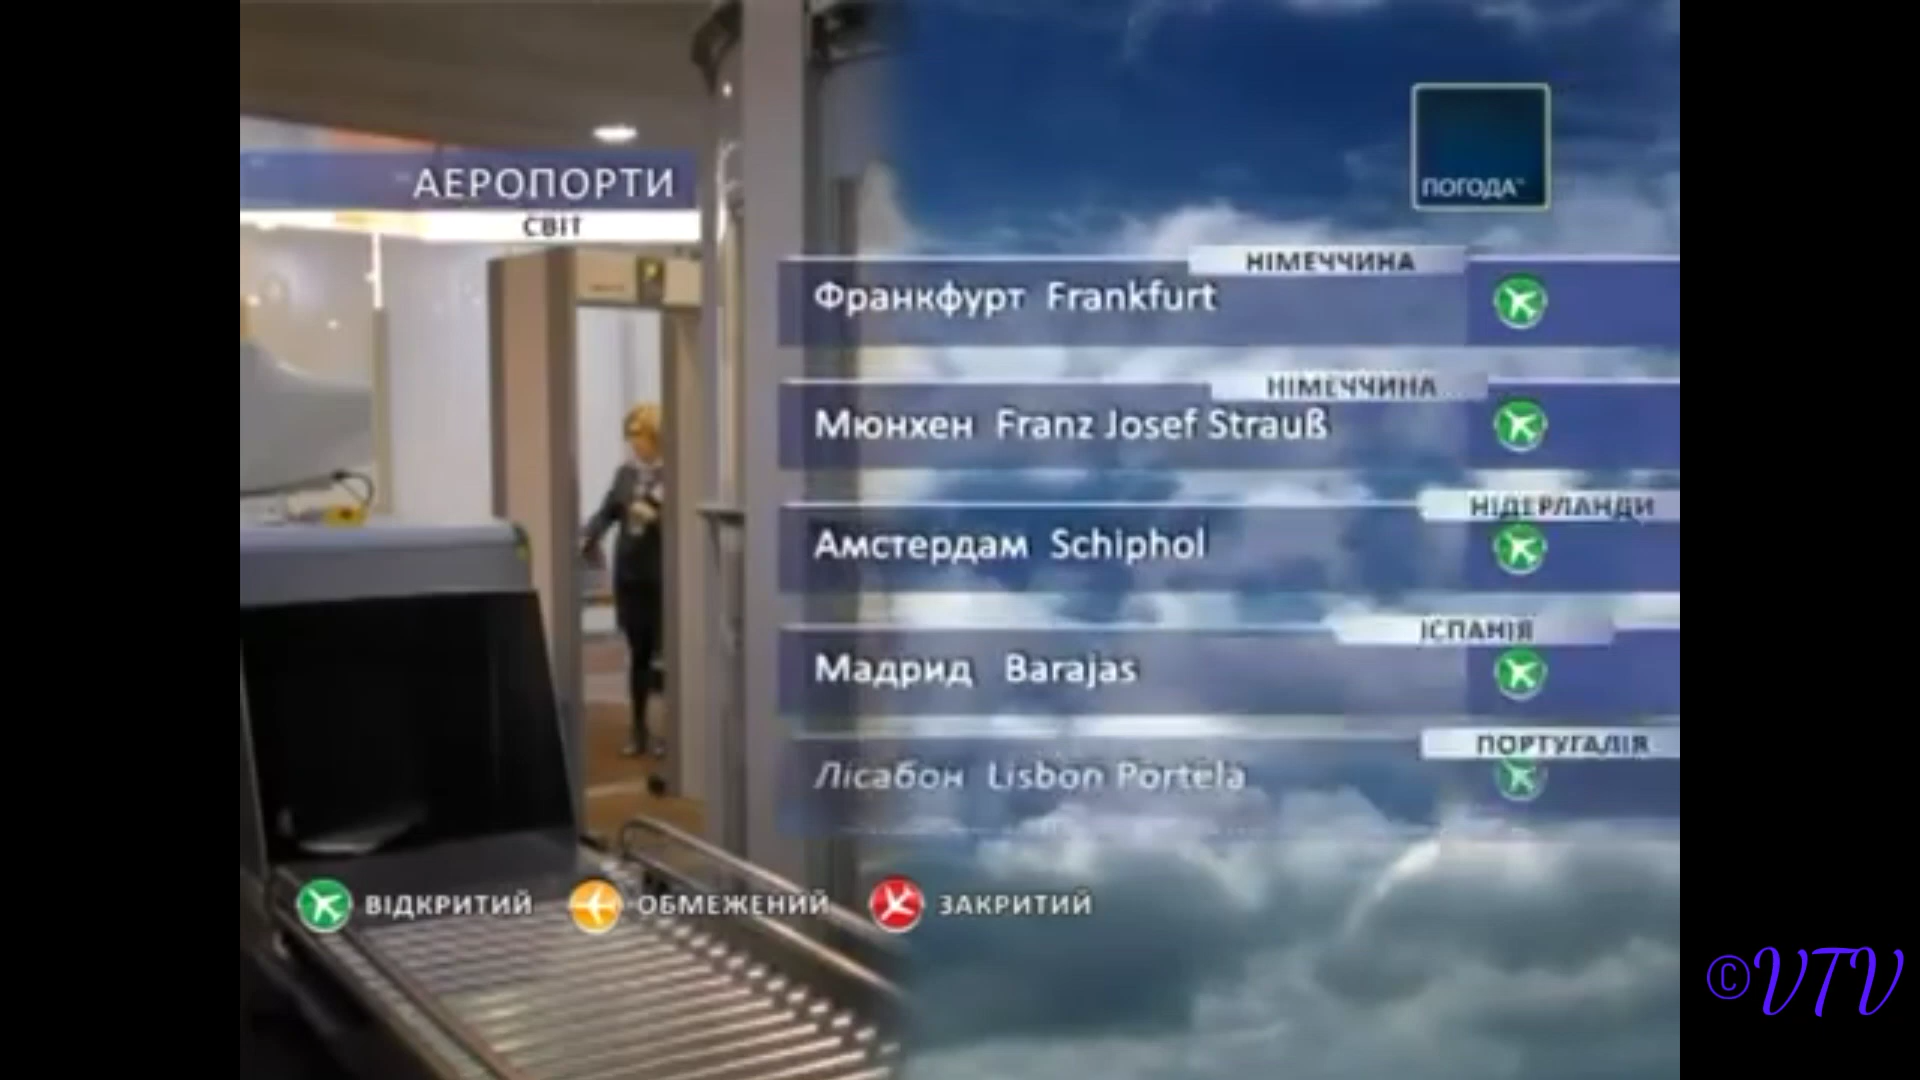 АЕРОПОРТИ
СВІТ
ПОГОДА™
НІМЕЧЧИНА
Франкфурт Frankfurt
НІМЕЧЧИНА
Мюнхен Franz Josef Strauß
НІДЕРЛАНДИ
Амстердам Schiphol
ІСПАНІЯ
Мадрид Barajas
ПОРТУГАЛІЯ
Лісабон Lisbon Portela
ВІДКРИТИЙ ОБМЕЖЕНИЙ ЗАКРИТИЙ
©VTV